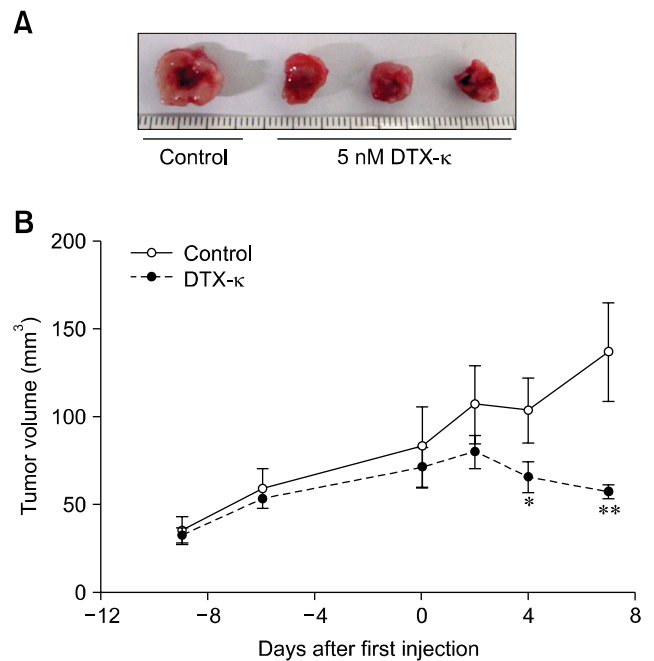 A
Control
5 nM DTX-κ
B
200
Control
DTX-κ
150
100
50
0
*
**
−12
−8
−4
0
4
8
Tumor volume (mm³)
Days after first injection